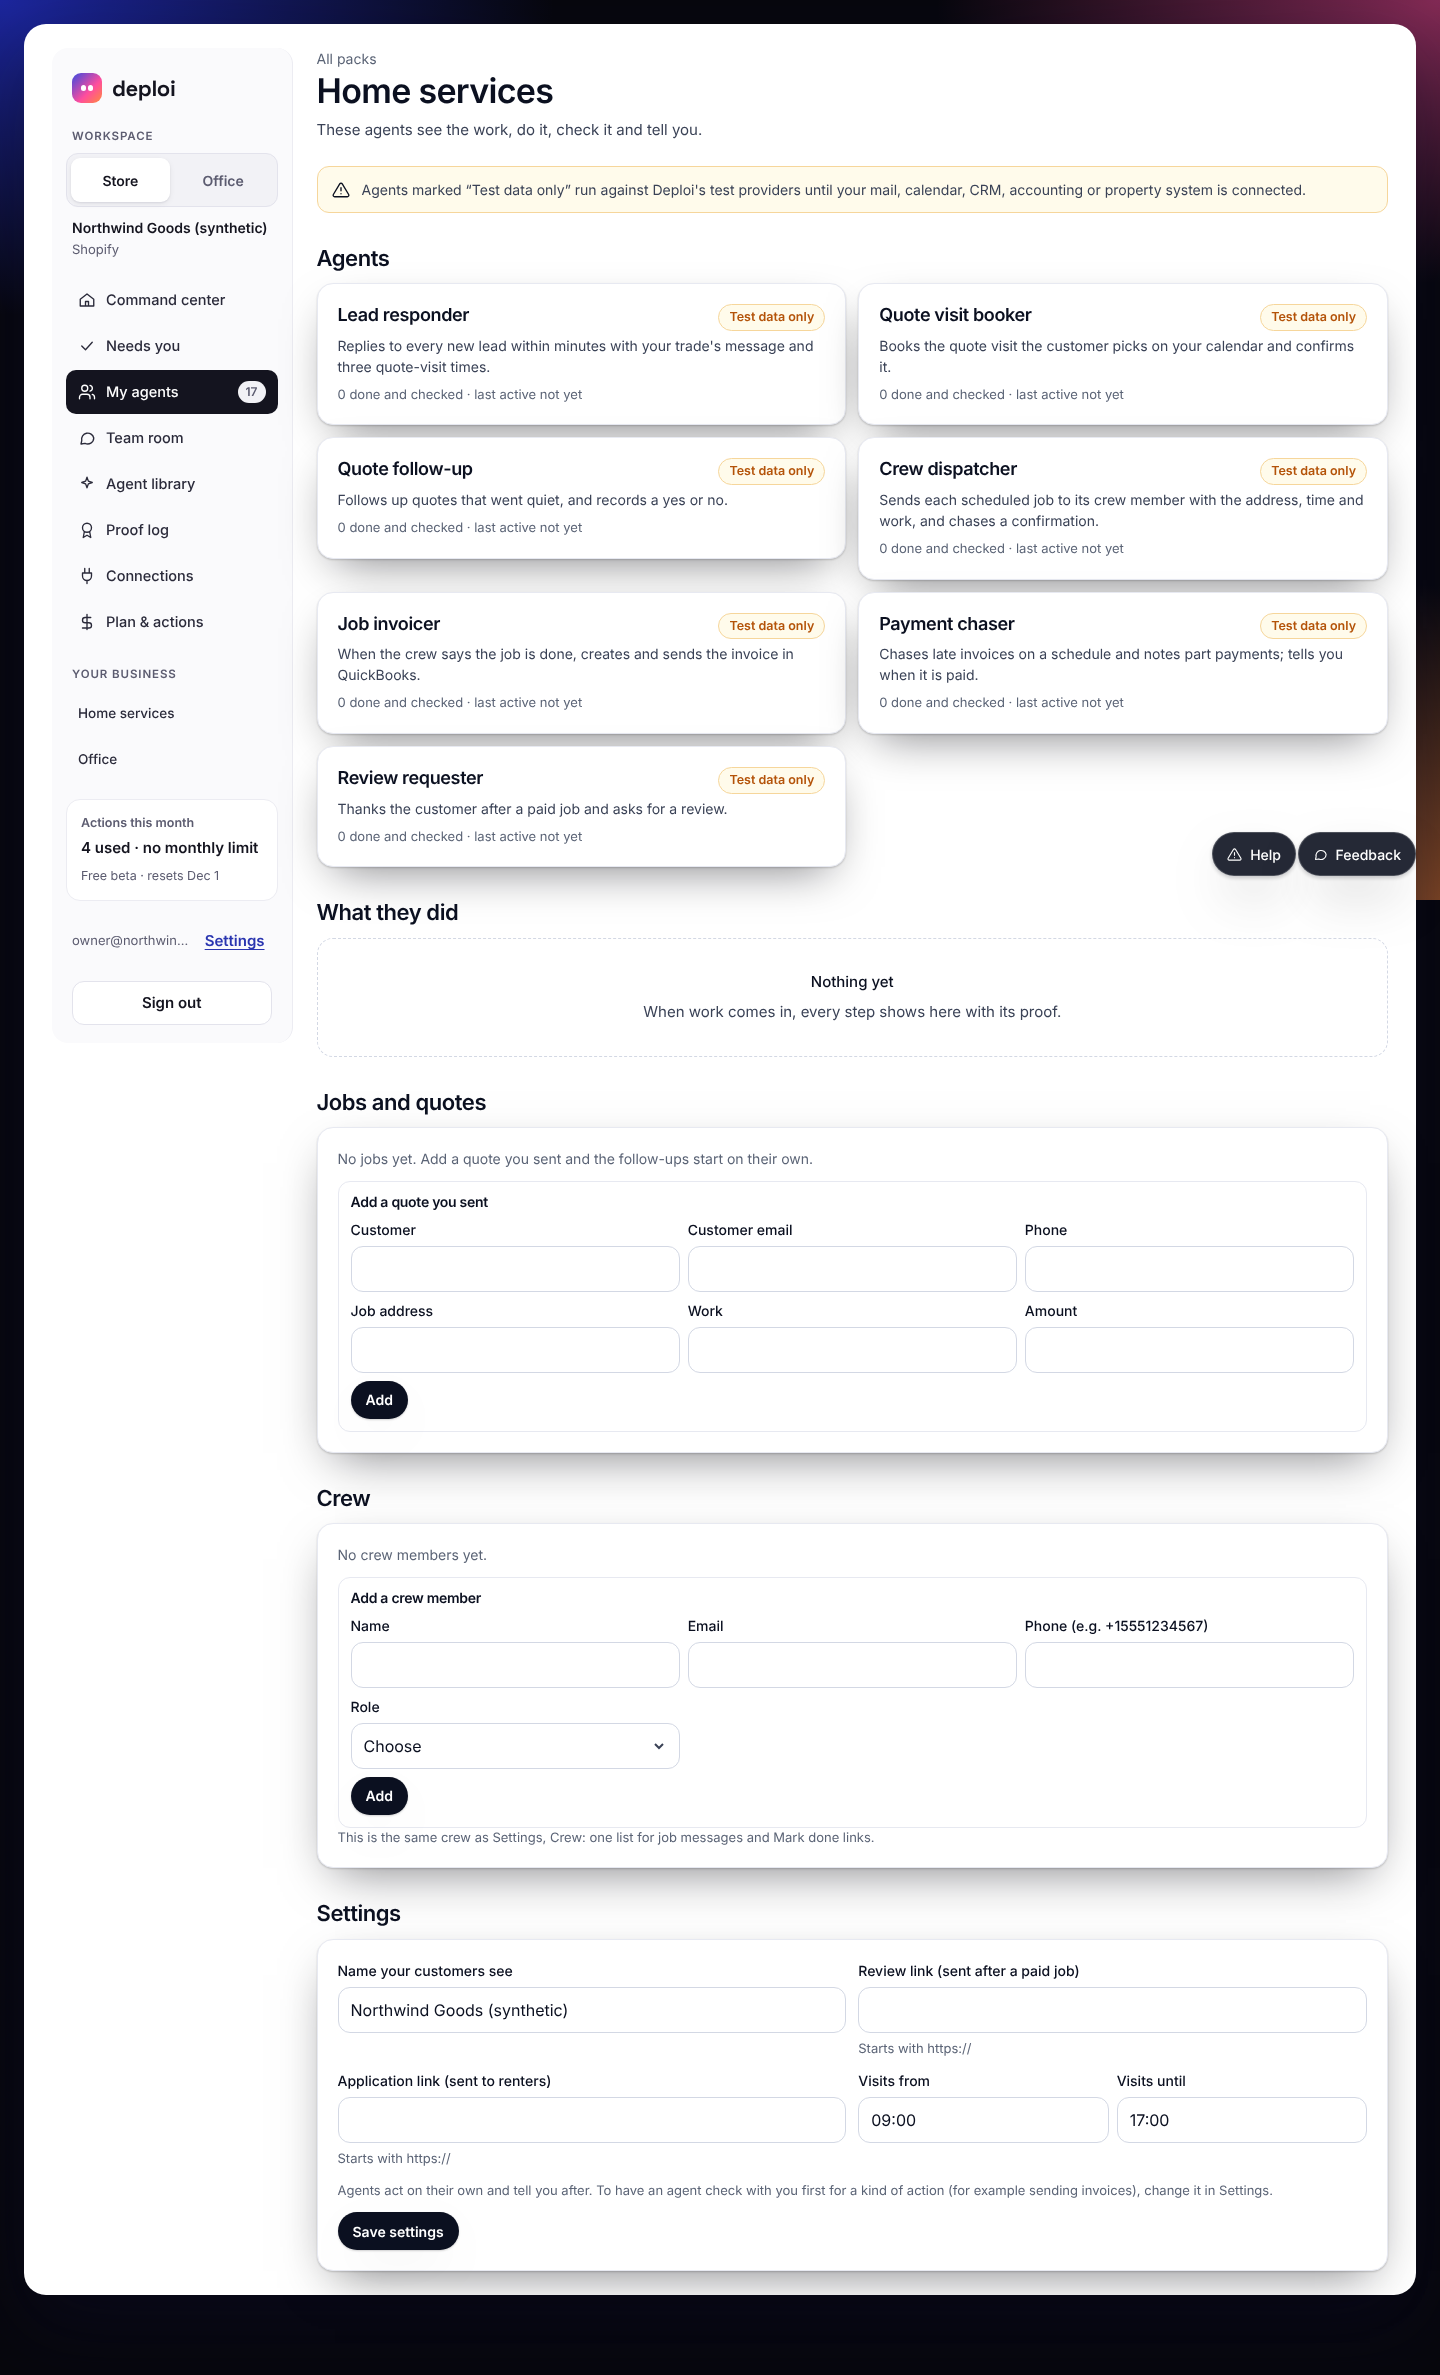 deploi
WORKSPACE
Store
Office
Northwind Goods (synthetic)
Shopify
Command center
Needs you
My agents
17
Team room
Agent library
Proof log
Connections
Plan & actions
YOUR BUSINESS
Home services
Office
Actions this month
4 used · no monthly limit
Free beta · resets Dec 1
owner@northwin...
Settings
Sign out
All packs
Home services
These agents see the work, do it, check it and tell you.
Agents marked “Test data only” run against Deploi's test providers until your mail, calendar, CRM, accounting or property system is connected.
Agents
Lead responder
Test data only
Replies to every new lead within minutes with your trade's message and
three quote-visit times.
0 done and checked · last active not yet
Quote visit booker
Test data only
Books the quote visit the customer picks on your calendar and confirms
it.
0 done and checked · last active not yet
Quote follow-up
Test data only
Follows up quotes that went quiet, and records a yes or no.
0 done and checked · last active not yet
Crew dispatcher
Test data only
Sends each scheduled job to its crew member with the address, time and
work, and chases a confirmation.
0 done and checked · last active not yet
Job invoicer
Test data only
When the crew says the job is done, creates and sends the invoice in
QuickBooks.
0 done and checked · last active not yet
Payment chaser
Test data only
Chases late invoices on a schedule and notes part payments; tells you
when it is paid.
0 done and checked · last active not yet
Review requester
Test data only
Thanks the customer after a paid job and asks for a review.
0 done and checked · last active not yet
Help
Feedback
What they did
Nothing yet
When work comes in, every step shows here with its proof.
Jobs and quotes
No jobs yet. Add a quote you sent and the follow-ups start on their own.
Add a quote you sent
Customer
Customer email
Phone
Job address
Work
Amount
Add
Crew
No crew members yet.
Add a crew member
Name
Email
Phone (e.g. +15551234567)
Role
Choose
Add
This is the same crew as Settings, Crew: one list for job messages and Mark done links.
Settings
Name your customers see
Northwind Goods (synthetic)
Review link (sent after a paid job)
Starts with https://
Application link (sent to renters)
Starts with https://
Visits from
09:00
Visits until
17:00
Agents act on their own and tell you after. To have an agent check with you first for a kind of action (for example sending invoices), change it in Settings.
Save settings